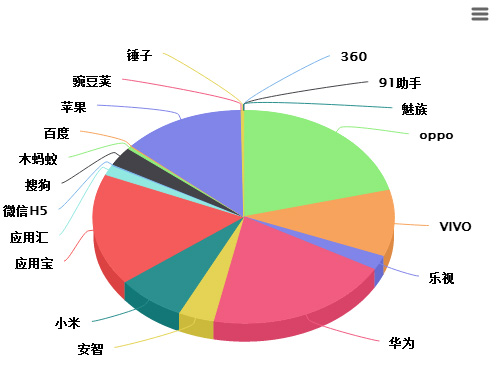 锤子
360
豌豆荚
91助手
苹果
魅族
百度
oppo
木蚂蚁
搜狗
微信H5
VIVO
应用汇
应用宝
乐视
小米
华为
安智